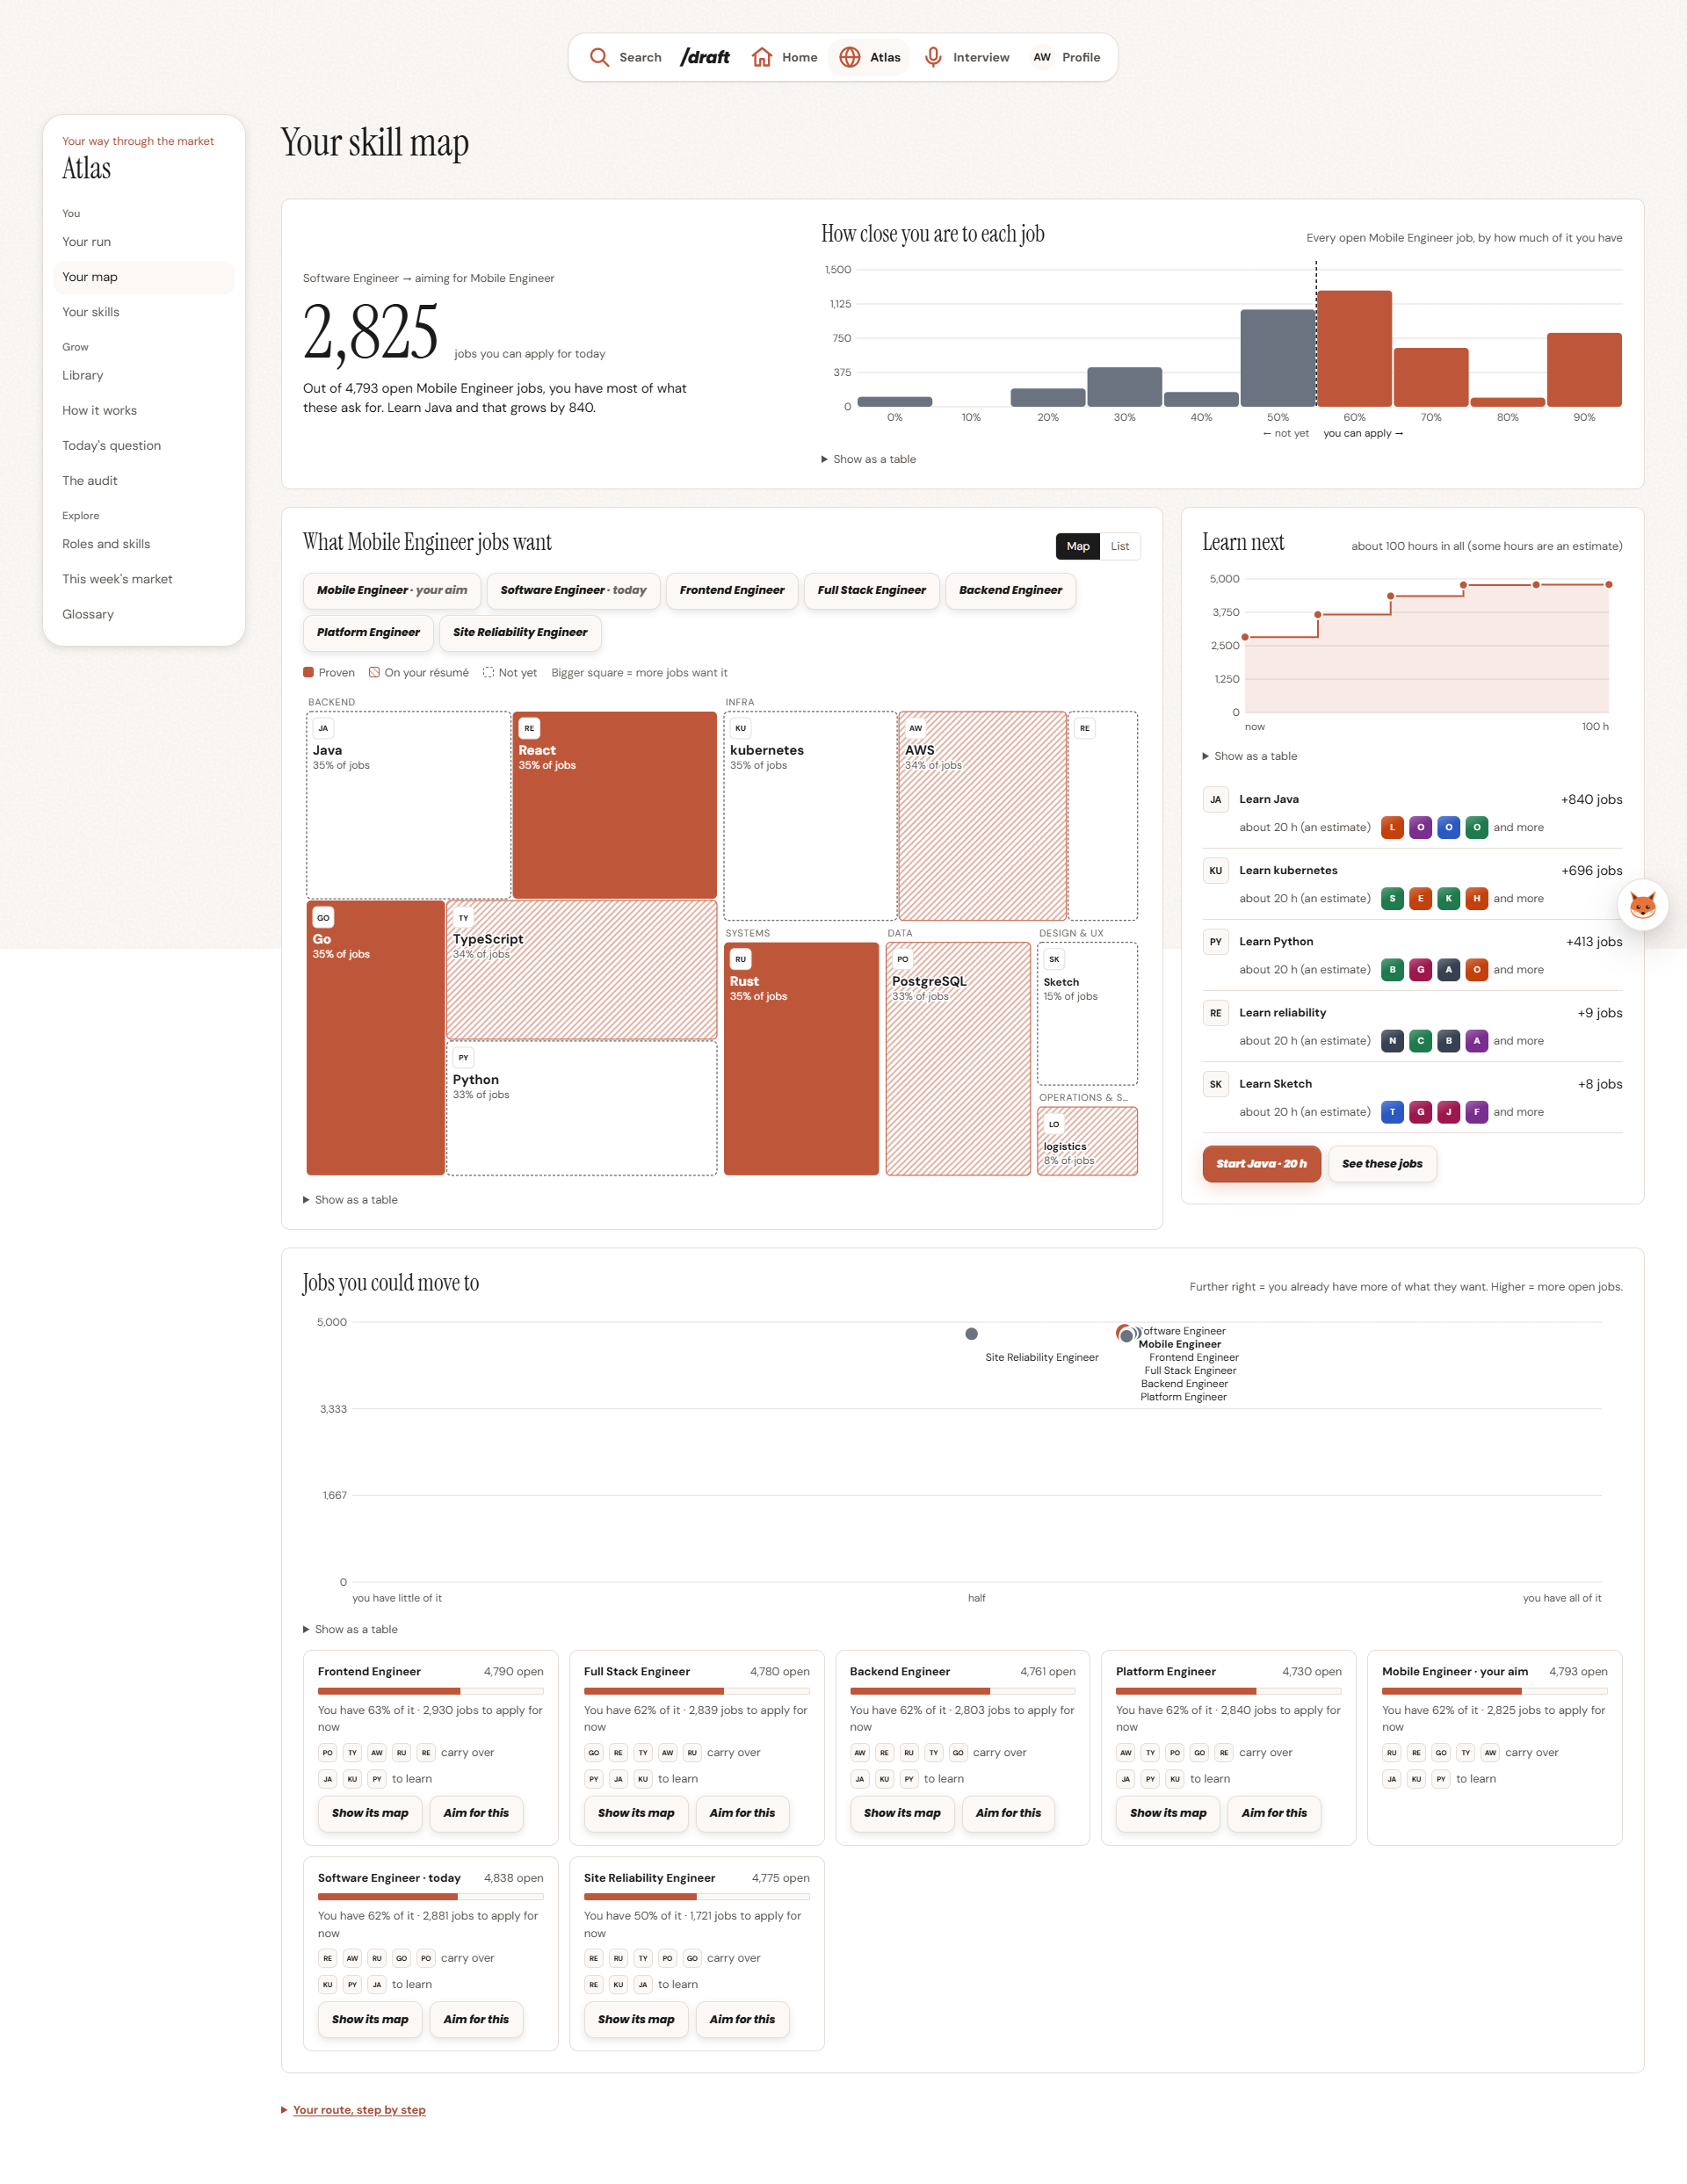 Search
/draft
Home
Atlas
Interview
AW
Profile
Your way through the market
Atlas
You
Your run
Your map
Your skills
Grow
Library
How it works
Today's question
The audit
Explore
Roles and skills
This week's market
Glossary
Your skill map
Software Engineer → aiming for Mobile Engineer
2,825 jobs you can apply for today
Out of 4,793 open Mobile Engineer jobs, you have most of what
these ask for. Learn Java and that grows by 840.
How close you are to each job
Every open Mobile Engineer job, by how much of it you have
1,500
1,125
750
375
0
0% 10% 20% 30% 40% 50% 60% 70% 80% 90%
← not yet you can apply →
▶ Show as a table
What Mobile Engineer jobs want
Map List
Mobile Engineer · your aim
Software Engineer · today
Frontend Engineer
Full Stack Engineer
Backend Engineer
Platform Engineer
Site Reliability Engineer
Proven On your résumé Not yet Bigger square = more jobs want it
BACKEND
JA
Java
35% of jobs
RE
React
35% of jobs
GO
Go
35% of jobs
TY
TypeScript
34% of jobs
PY
Python
33% of jobs
INFRA
KU
kubernetes
35% of jobs
AW
AWS
34% of jobs
RE
SYSTEMS
RU
Rust
35% of jobs
DATA
PO
PostgreSQL
33% of jobs
DESIGN & UX
SK
Sketch
15% of jobs
OPERATIONS & S...
LO
logistics
8% of jobs
▶ Show as a table
Learn next
about 100 hours in all (some hours are an estimate)
5,000
3,750
2,500
1,250
0
now 100 h
▶ Show as a table
JA Learn Java +840 jobs
about 20 h (an estimate) L O O O and more
KU Learn kubernetes +696 jobs
about 20 h (an estimate) S E K H and more
PY Learn Python +413 jobs
about 20 h (an estimate) B G A O and more
RE Learn reliability +9 jobs
about 20 h (an estimate) N C B A and more
SK Learn Sketch +8 jobs
about 20 h (an estimate) T G J F and more
Start Java · 20 h
See these jobs
Jobs you could move to
Further right = you already have more of what they want. Higher = more open jobs.
5,000
3,333
1,667
0
Site Reliability Engineer
oftware Engineer
Mobile Engineer
Frontend Engineer
Full Stack Engineer
Backend Engineer
Platform Engineer
you have little of it half you have all of it
▶ Show as a table
Frontend Engineer 4,790 open
You have 63% of it · 2,930 jobs to apply for
now
PO TY AW RU RE carry over
JA KU PY to learn
Show its map Aim for this
Full Stack Engineer 4,780 open
You have 62% of it · 2,839 jobs to apply for
now
GO RE TY AW RU carry over
PY JA KU to learn
Show its map Aim for this
Backend Engineer 4,761 open
You have 62% of it · 2,803 jobs to apply for
now
AW RE RU TY GO carry over
JA KU PY to learn
Show its map Aim for this
Platform Engineer 4,730 open
You have 62% of it · 2,840 jobs to apply for
now
AW TY PO GO RE carry over
JA PY KU to learn
Show its map Aim for this
Mobile Engineer · your aim 4,793 open
You have 62% of it · 2,825 jobs to apply for
now
RU RE GO TY AW carry over
JA KU PY to learn
Software Engineer · today 4,838 open
You have 62% of it · 2,881 jobs to apply for
now
RE AW RU GO PO carry over
KU PY JA to learn
Show its map Aim for this
Site Reliability Engineer 4,775 open
You have 50% of it · 1,721 jobs to apply for
now
RE RU TY PO GO carry over
RE KU JA to learn
Show its map Aim for this
▶ Your route, step by step